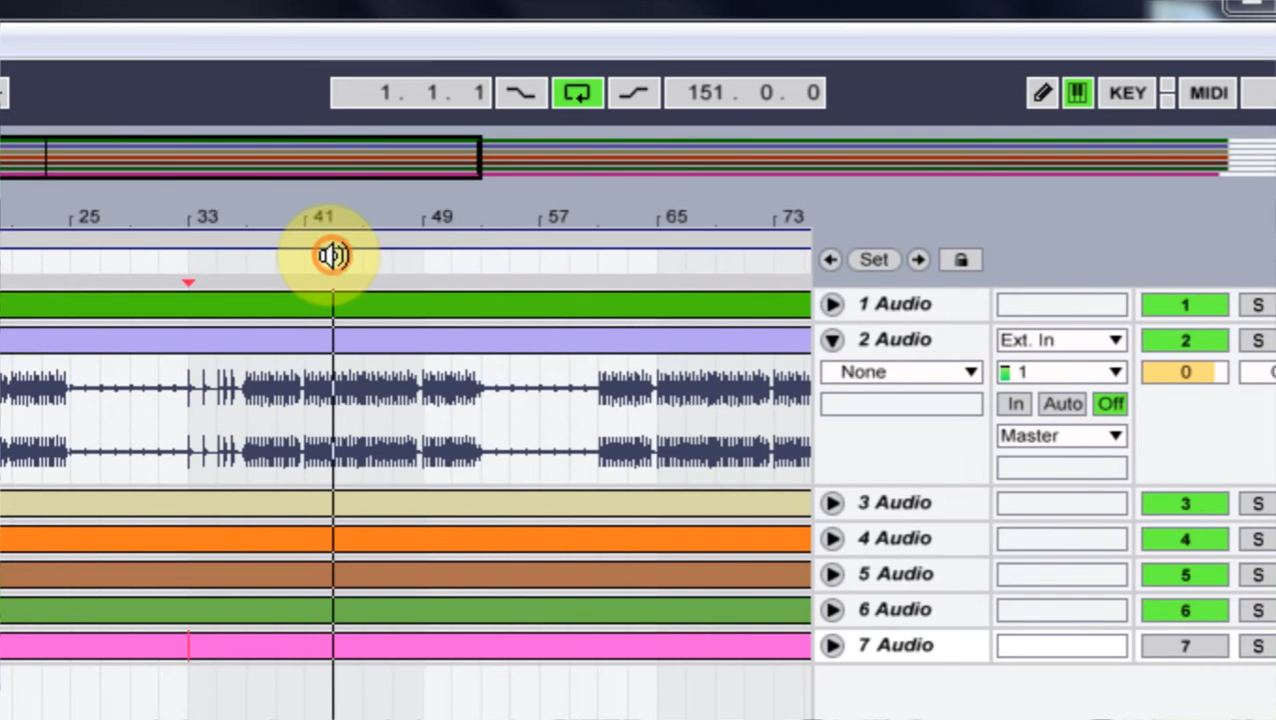 1. 1. 1 151. 0. 0 KEY MIDI
25 33 41 49 57 65 73
Set
1 Audio 1 S
2 Audio Ext. In 2 S
None 1 0
In Auto Off
Master
3 Audio 3 S
4 Audio 4 S
5 Audio 5 S
6 Audio 6 S
7 Audio 7 S